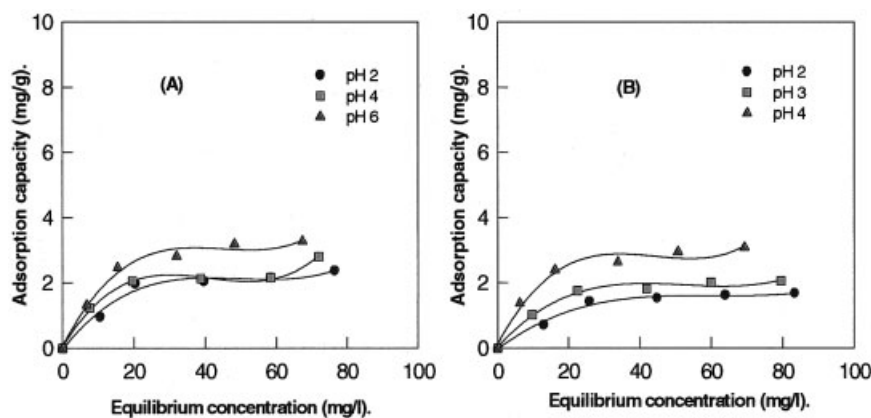 10
8
6
4
2
0
Adsorption capacity (mg/g).
(A)
pH 2
pH 4
pH 6
0 20 40 60 80 100
Equilibrium concentration (mg/l).
10
8
6
4
2
0
Adsorption capacity (mg/g).
(B)
pH 2
pH 3
pH 4
0 20 40 60 80 100
Equilibrium concentration (mg/l).